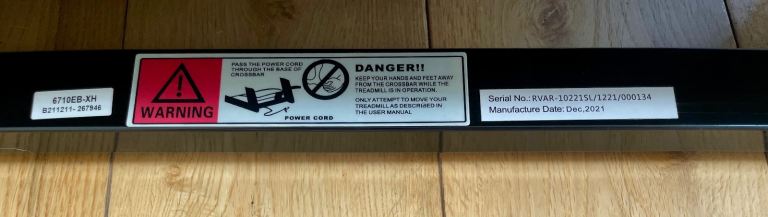 6710EB-XH
B211211- 267946
WARNING
PASS THE POWER CORD
THROUGH THE BASE OF
CROSSBAR
POWER CORD
DANGER!!
KEEP YOUR HANDS AND FEET AWAY
FROM THE CROSSBAR WHILE THE
TREADMILL IS IN OPERATION.
ONLY ATTEMPT TO MOVE YOUR
TREADMILL AS DESCRIBED IN
THE USER MANUAL
Serial No.: RVAR-10221SL/1221/000134
Manufacture Date: Dec,2021